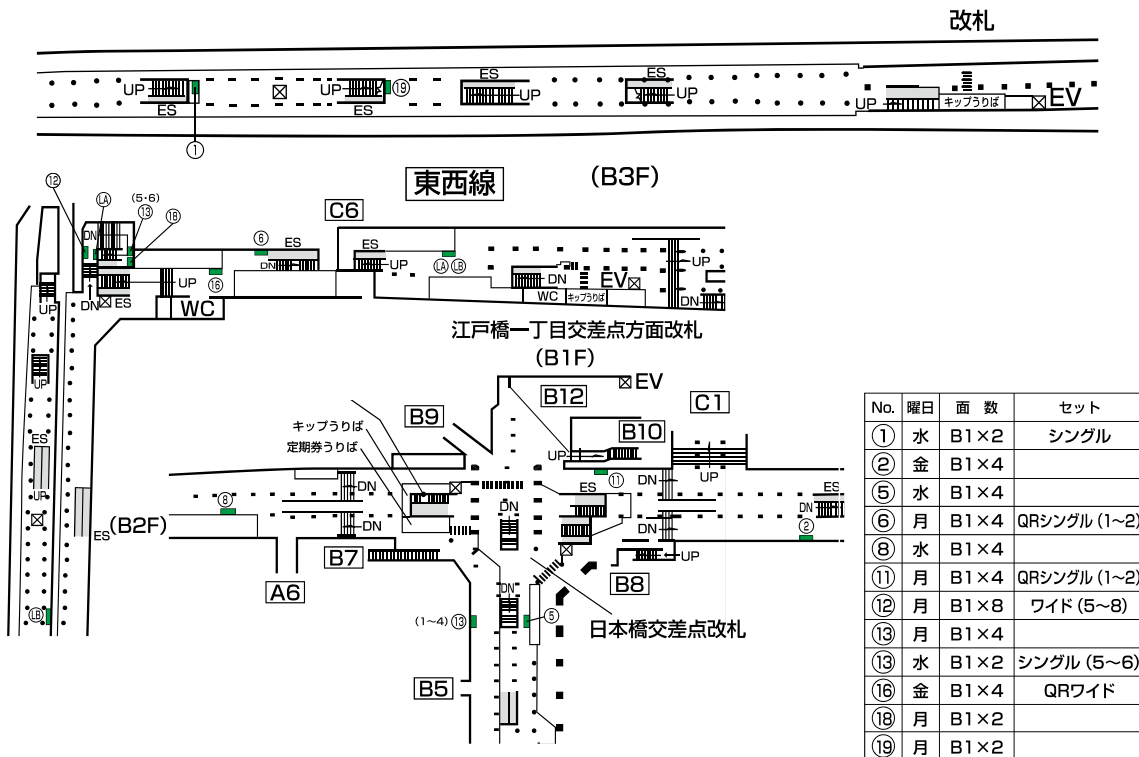 改札
UP
ES
UP
⑲
ES
ES
UP
ES
UP
UP
キップうりば
EV
①
東西線
(B3F)
⑫
LA
(5・6)
⑬
⑱
C6
DN
⑥
ES
DN
ES
UP
LA
LB
UP
⑯
UP
DN
ES
WC
DN
EV
WC
キップうりば
UP
DN
江戸橋一丁目交差点方面改札
(B1F)
UP
UP
ES
UP
ES
LB
(B2F)
EV
B12
B9
C1
B10
キップうりば
定期券うりば
UP
⑪
UP
⑧
DN
DN
ES
DN
DN
DN
②
ES
DN
B7
A6
B8
UP
DN
(1〜4)
⑬
⑤
日本橋交差点改札
B5
No. 曜日 面 数 セット
① 水 B1×2 シングル
② 金 B1×4
⑤ 水 B1×4
⑥ 月 B1×4 QRシングル (1〜2)
⑧ 水 B1×4
⑪ 月 B1×4 QRシングル (1〜2)
⑫ 月 B1×8 ワイド (5〜8)
⑬ 月 B1×4
⑬ 水 B1×2 シングル (5〜6)
⑯ 金 B1×4 QRワイド
⑱ 月 B1×2
⑲ 月 B1×2